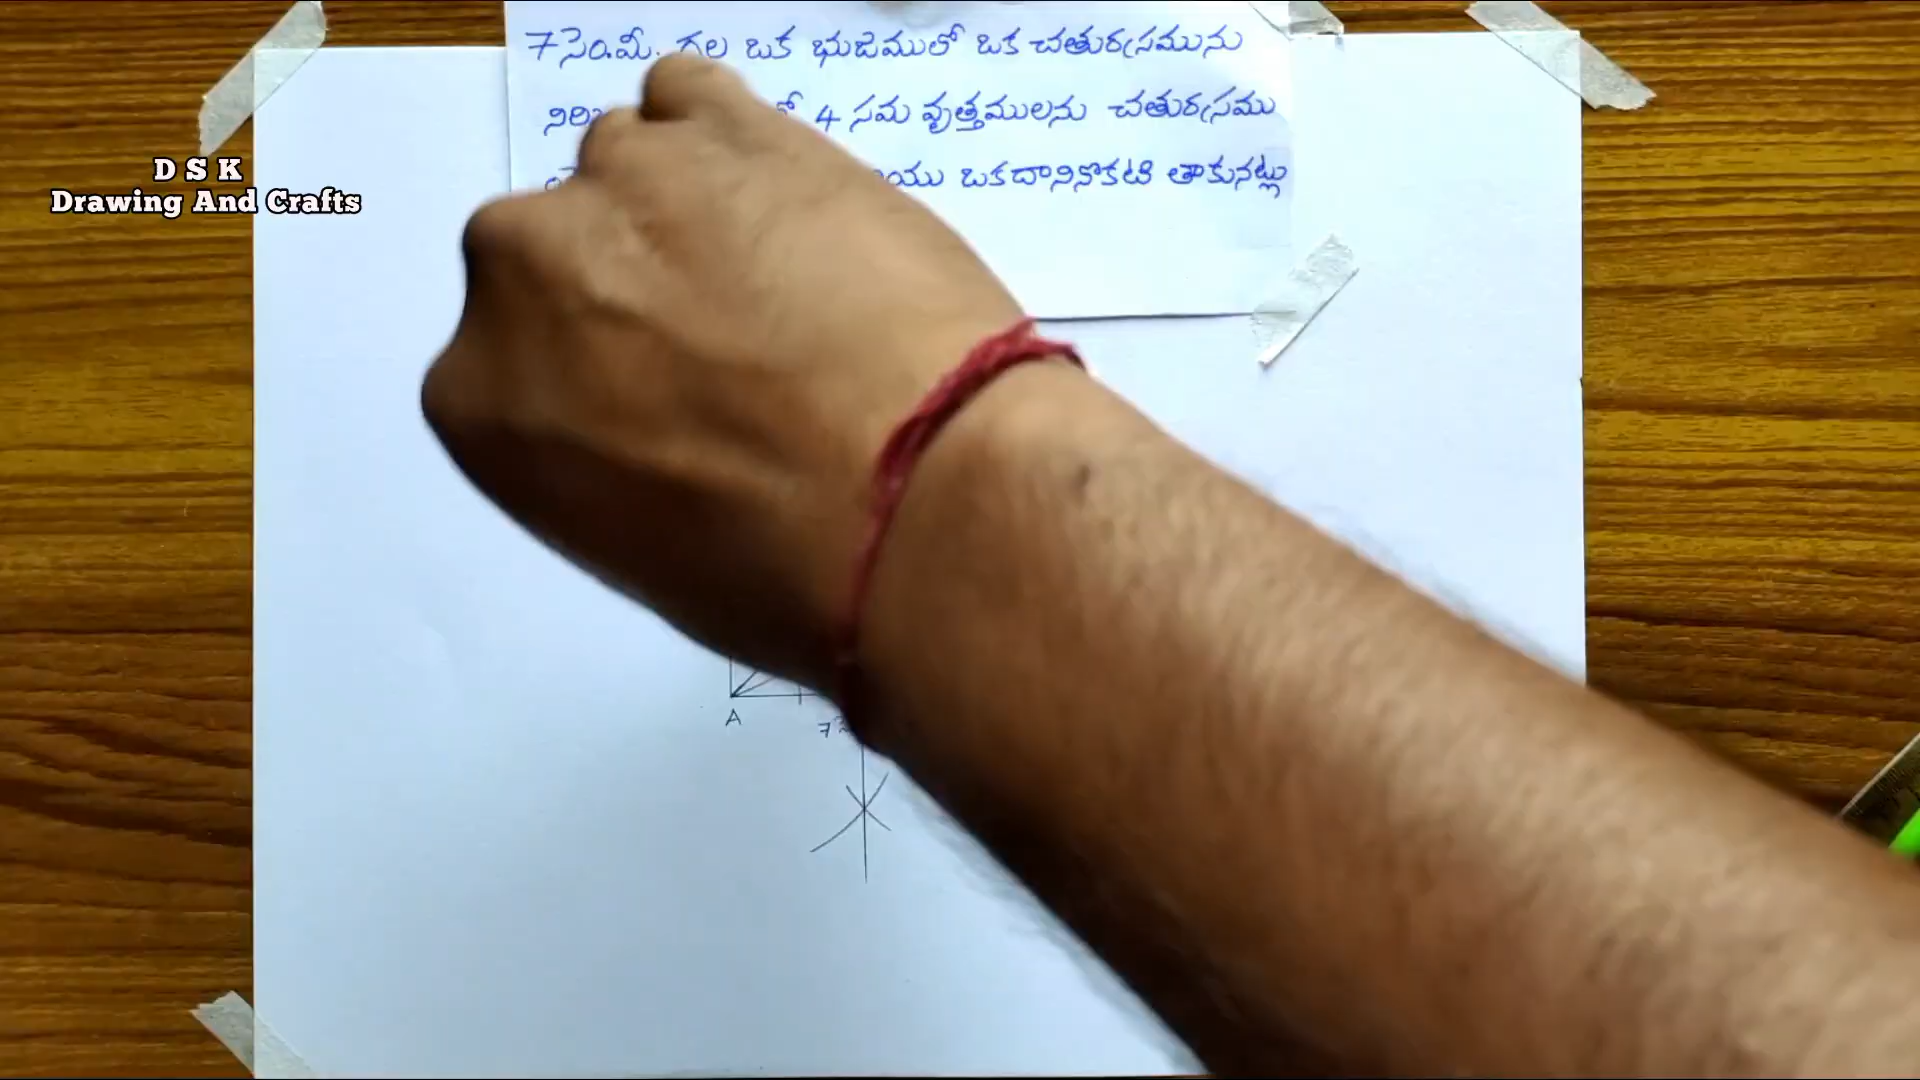 7సెం.మీ. గల ఒక భుజముతో ఒక చతురస్రమును
4 సమ వృత్తములను చతురస్రము
ఒకదానినొకటి తాకునట్లు
D S K
Drawing And Crafts
A
7